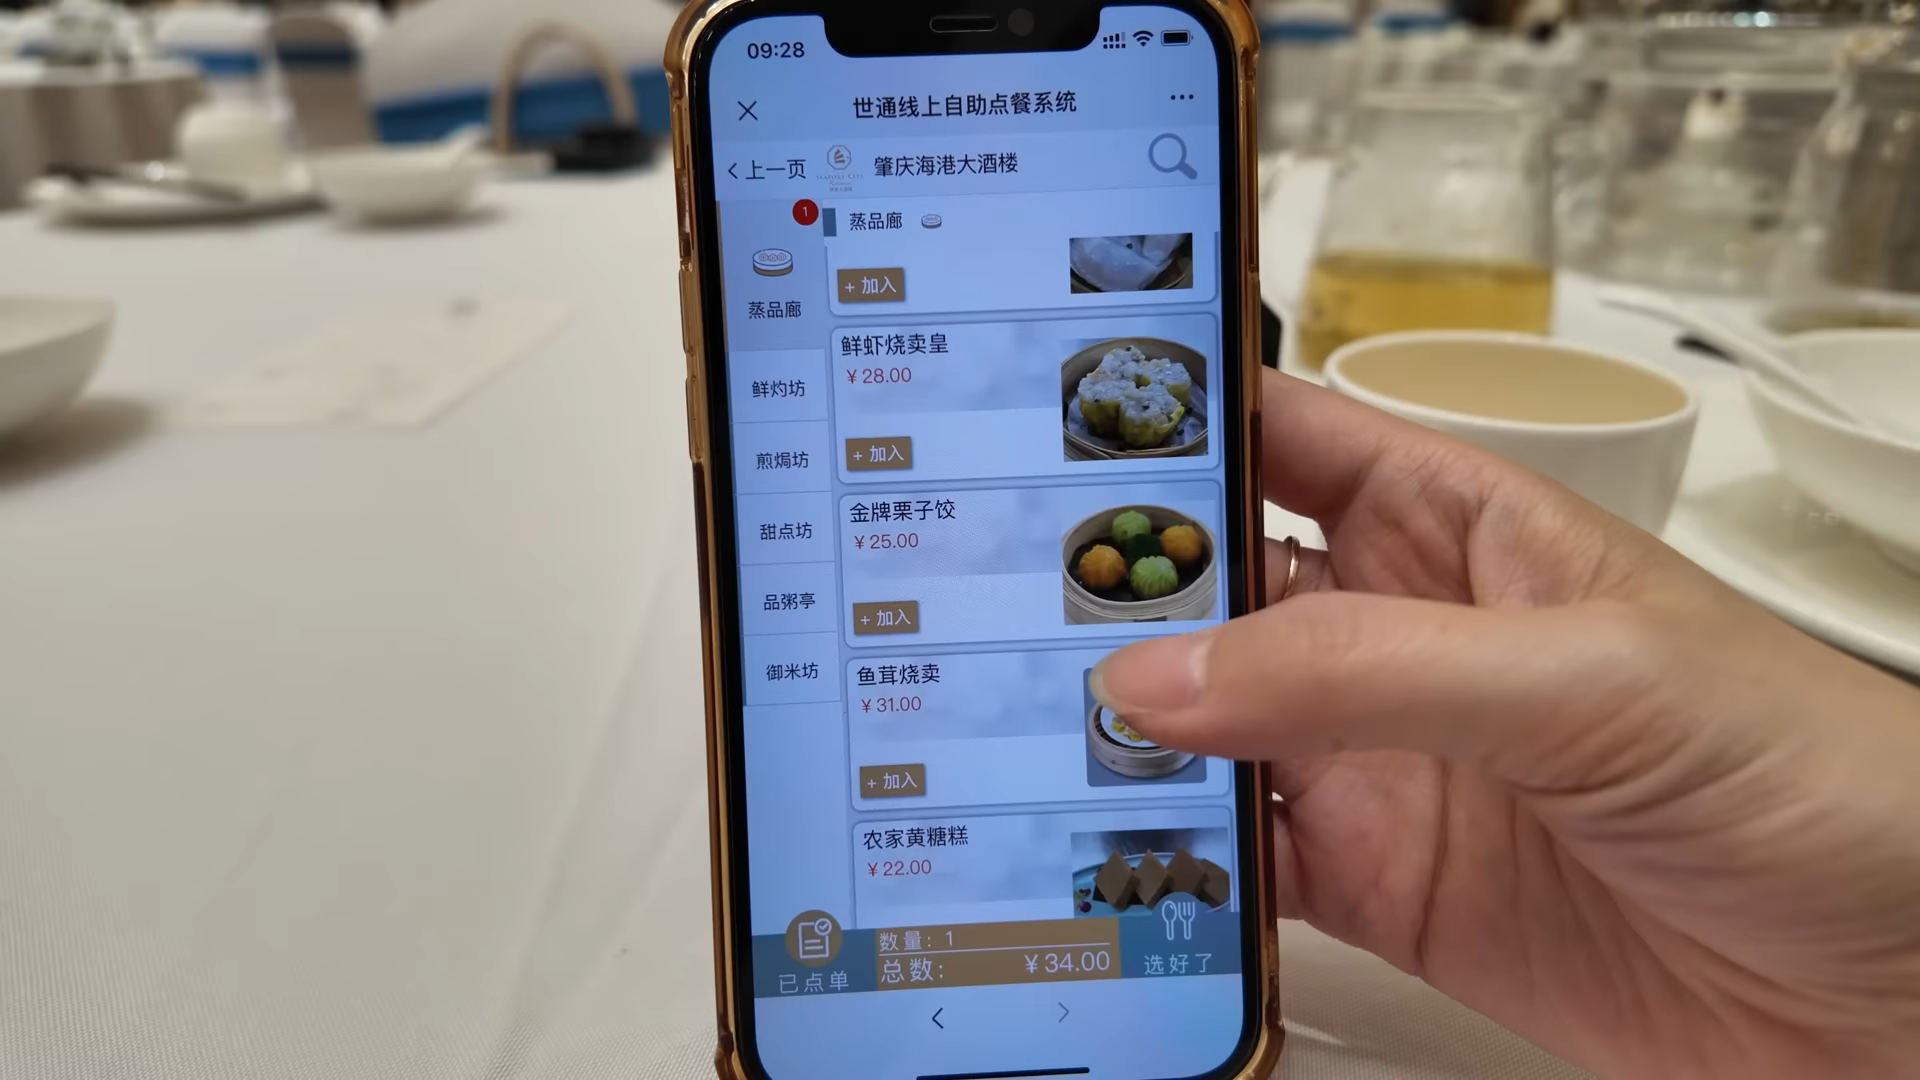 09:28
世通线上自助点餐系统
上一页
肇庆海港大酒楼
1
蒸品廊
蒸品廊
鲜灼坊
煎焗坊
甜点坊
品粥亭
御米坊
+ 加入
鲜虾烧卖皇
¥28.00
+ 加入
金牌栗子饺
¥25.00
+ 加入
鱼茸烧卖
¥31.00
+ 加入
农家黄糖糕
¥22.00
已点单
数量：1
总数： ¥34.00
选好了